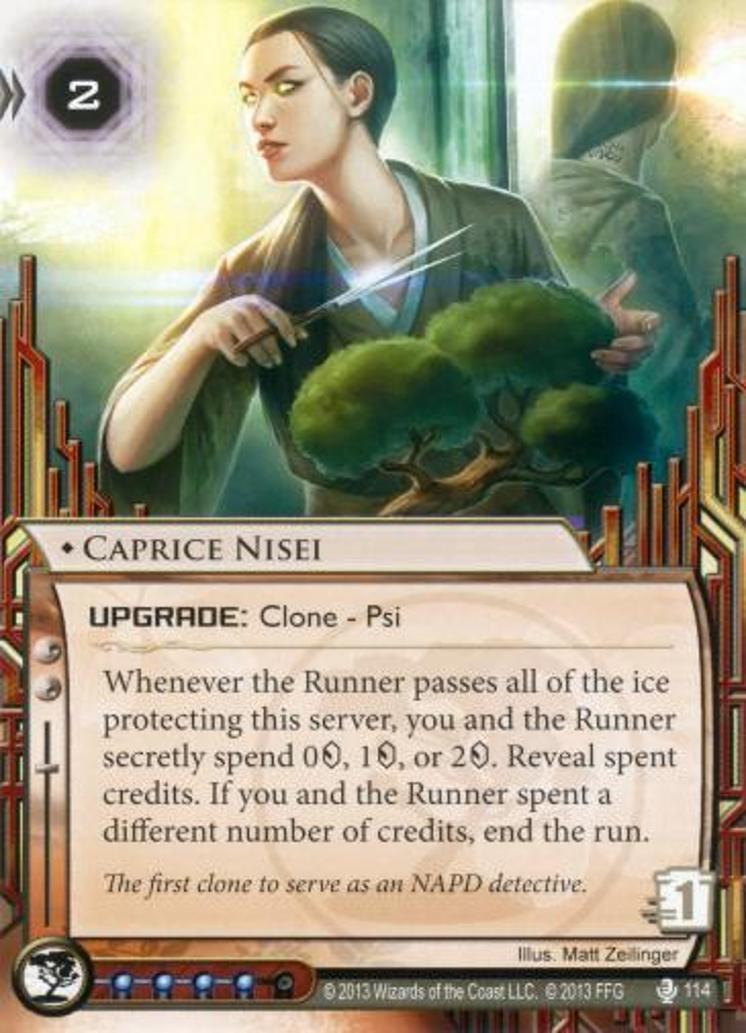 2
◆ CAPRICE NISEI
UPGRADE: Clone - Psi
Whenever the Runner passes all of the ice
protecting this server, you and the Runner
secretly spend 0, 1, or 2. Reveal spent
credits. If you and the Runner spent a
different number of credits, end the run.
The first clone to serve as an NAPD detective.
1
Illus. Matt Zeilinger
© 2013 Wizards of the Coast LLC. © 2013 FFG 114